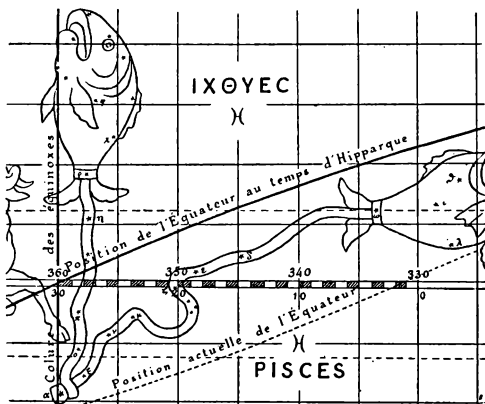 ΙΧΘΥΕϹ
♓
Colure des équinoxes
Position de l'Équateur au temps d'Hipparque
η
δ
ε
ι
λ
360 350 340 330
30 20 10 0
Position actuelle de l'Équateur
♓
PISCES
α